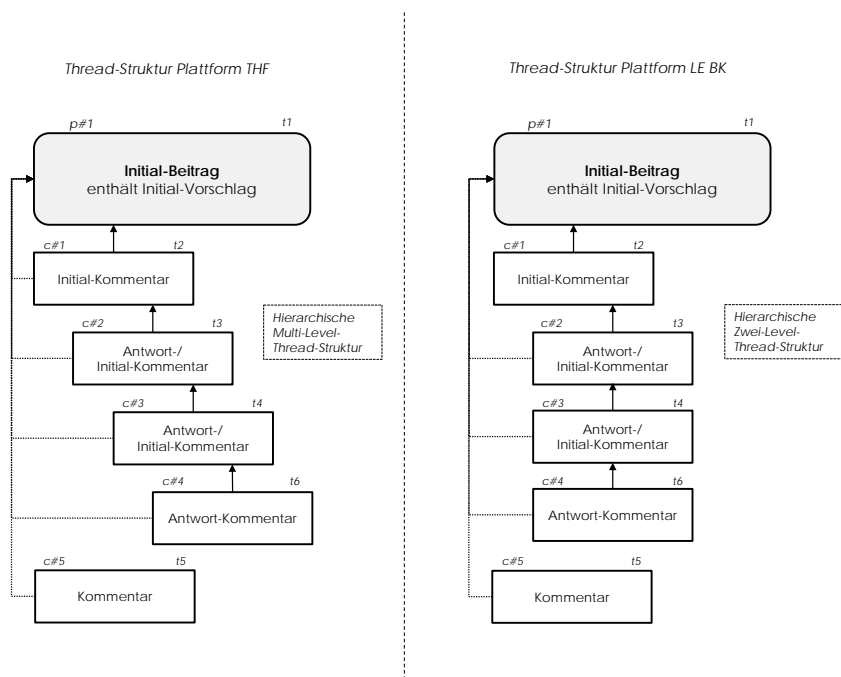 Thread-Struktur Plattform THF
p#1 t1
Initial-Beitrag
enthält Initial-Vorschlag
c#1 t2
Initial-Kommentar
c#2 t3
Antwort-/
Initial-Kommentar
Hierarchische
Multi-Level-
Thread-Struktur
c#3 t4
Antwort-/
Initial-Kommentar
c#4 t6
Antwort-Kommentar
c#5 t5
Kommentar
Thread-Struktur Plattform LE BK
p#1 t1
Initial-Beitrag
enthält Initial-Vorschlag
c#1 t2
Initial-Kommentar
c#2 t3
Antwort-/
Initial-Kommentar
Hierarchische
Zwei-Level-
Thread-Struktur
c#3 t4
Antwort-/
Initial-Kommentar
c#4 t6
Antwort-Kommentar
c#5 t5
Kommentar